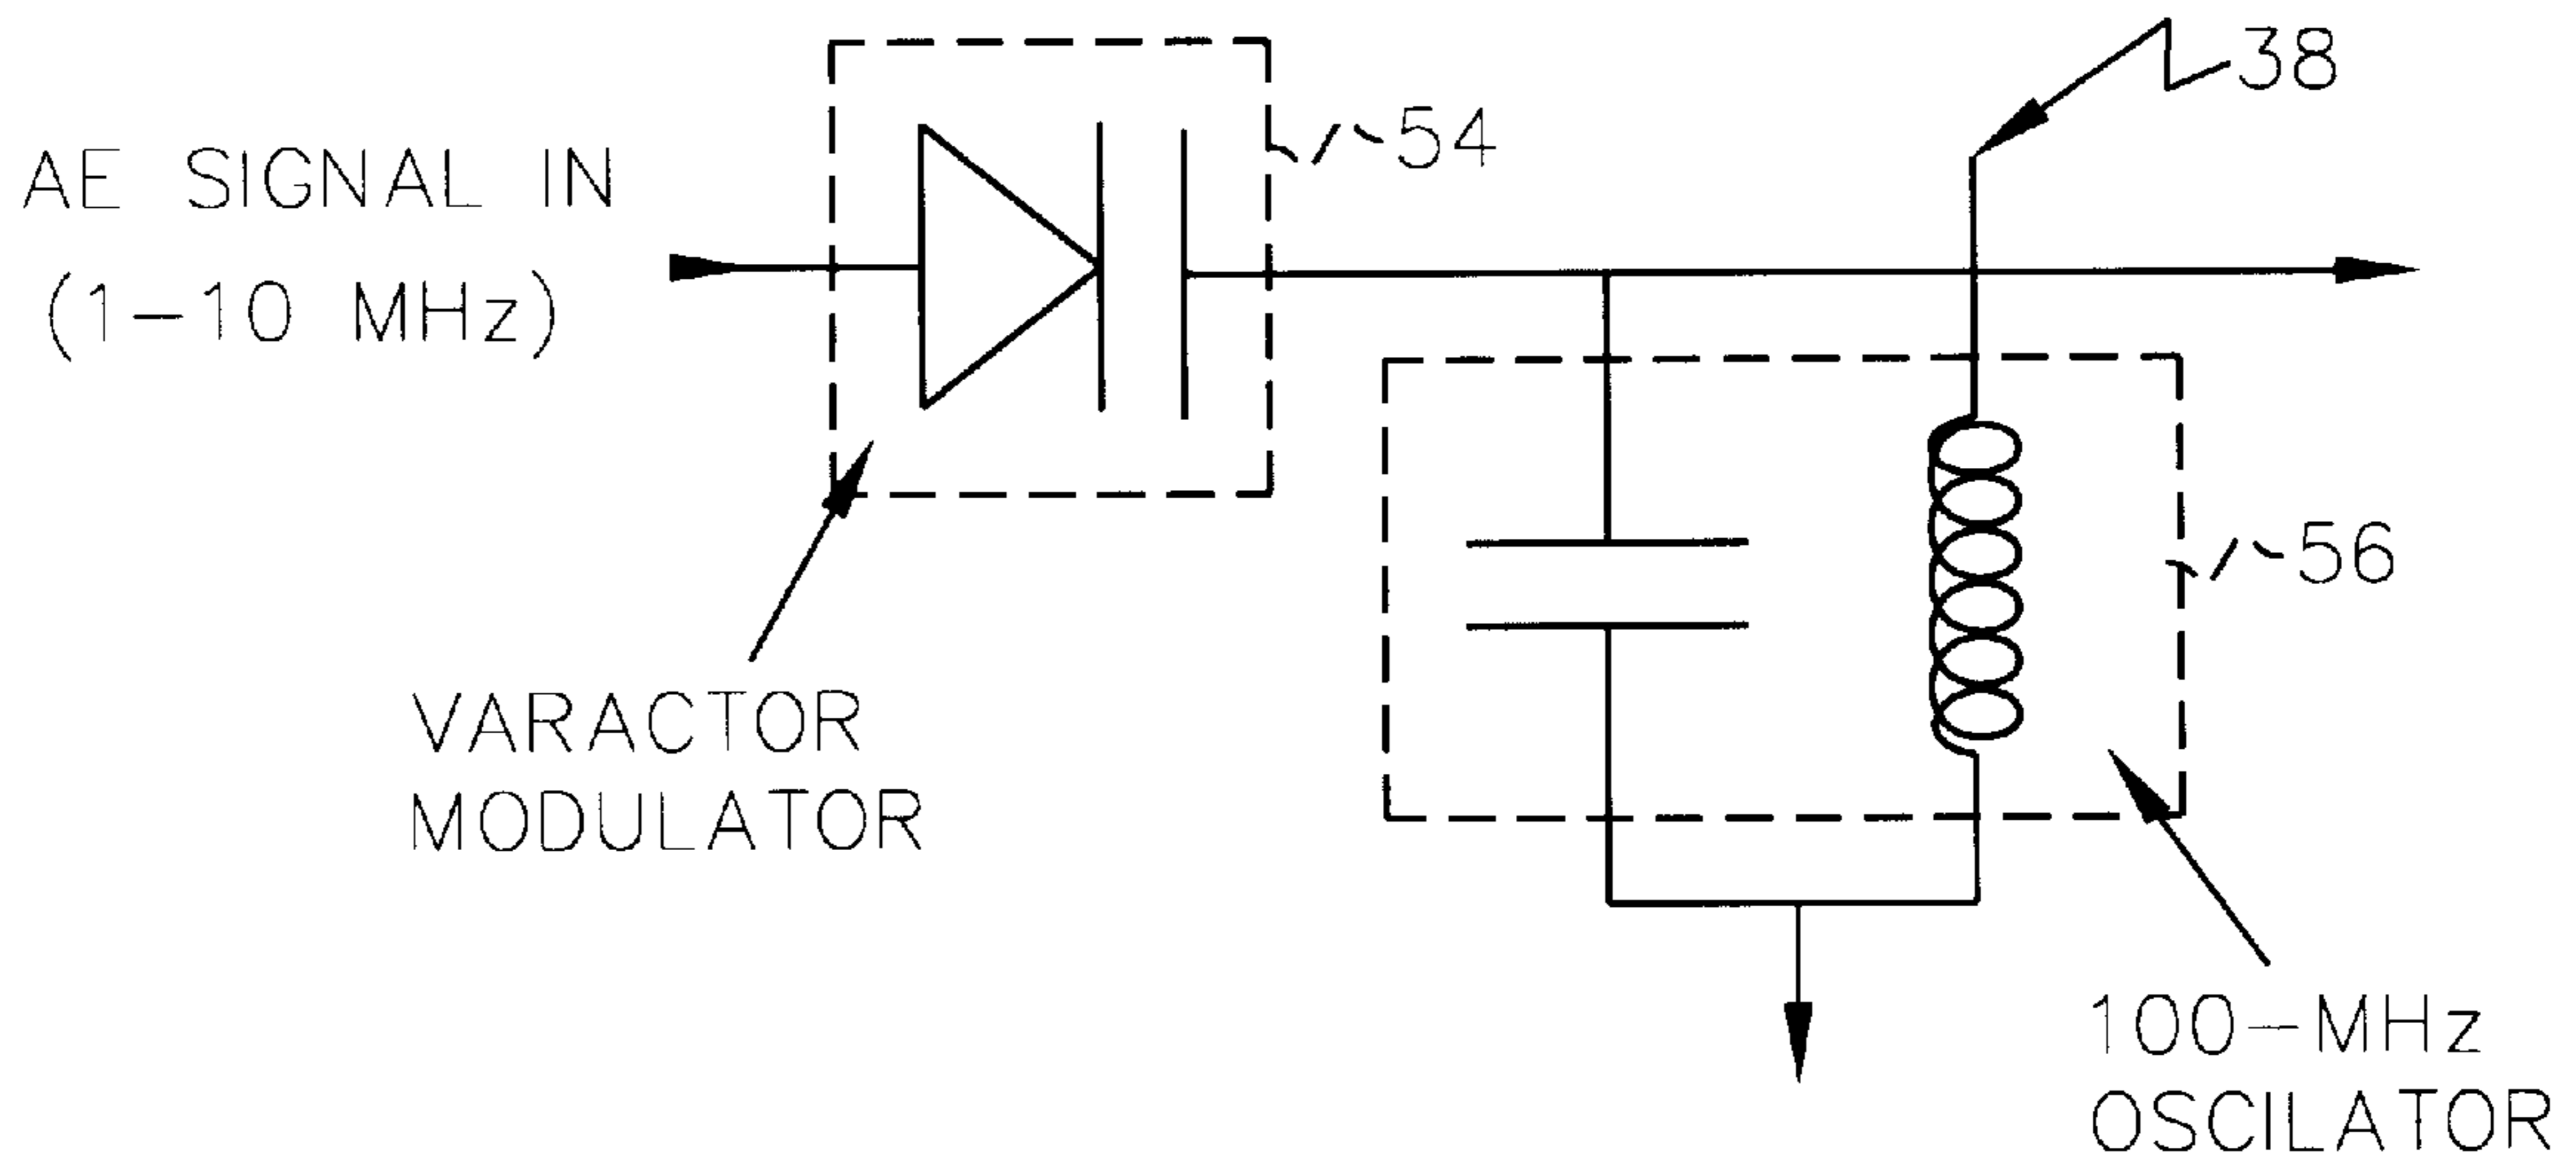 38
54
AE SIGNAL IN
(1-10 MHz)
56
VARACTOR
MODULATOR
100-MHz
OSCILATOR